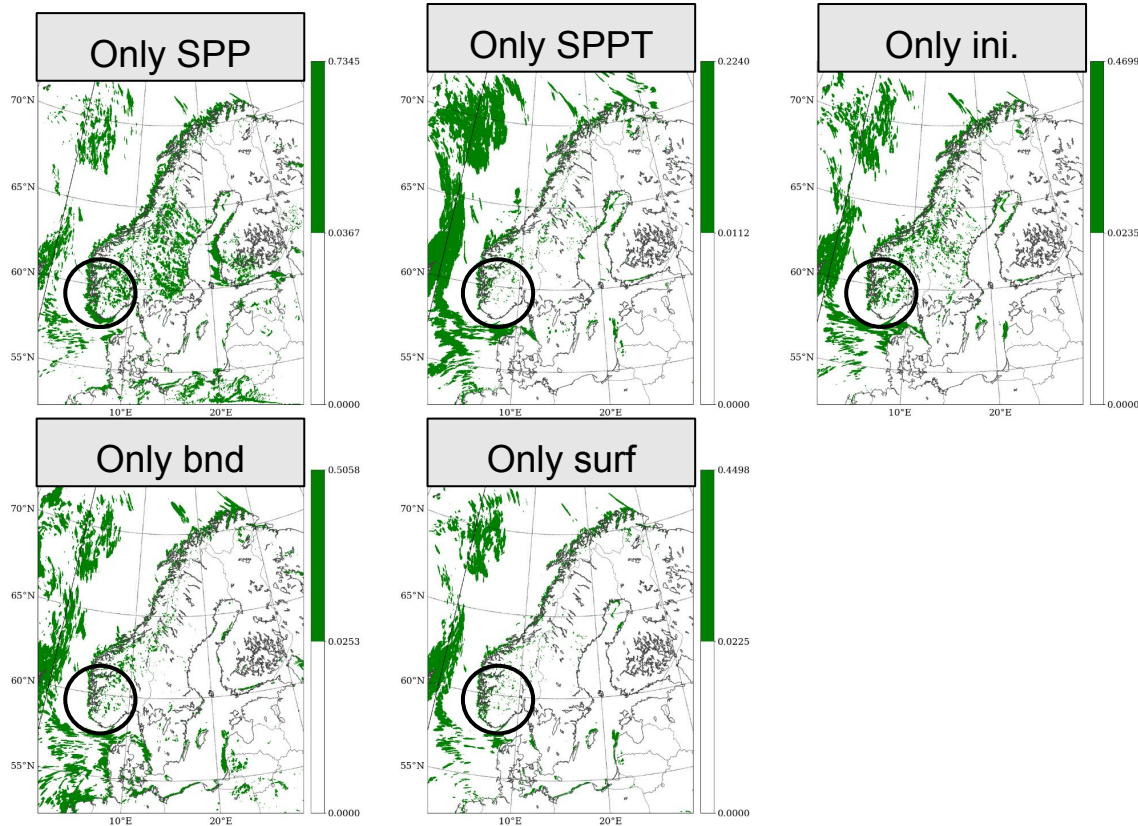 Only SPP
0.7345
0.0367
0.0000
70°N
65°N
60°N
55°N
10°E 20°E
Only SPPT
0.2240
0.0112
0.0000
70°N
65°N
60°N
55°N
10°E 20°E
Only ini.
0.4699
0.0235
0.0000
70°N
65°N
60°N
55°N
10°E 20°E
Only bnd
0.5058
0.0253
0.0000
70°N
65°N
60°N
55°N
10°E 20°E
Only surf
0.4498
0.0225
0.0000
70°N
65°N
60°N
55°N
10°E 20°E